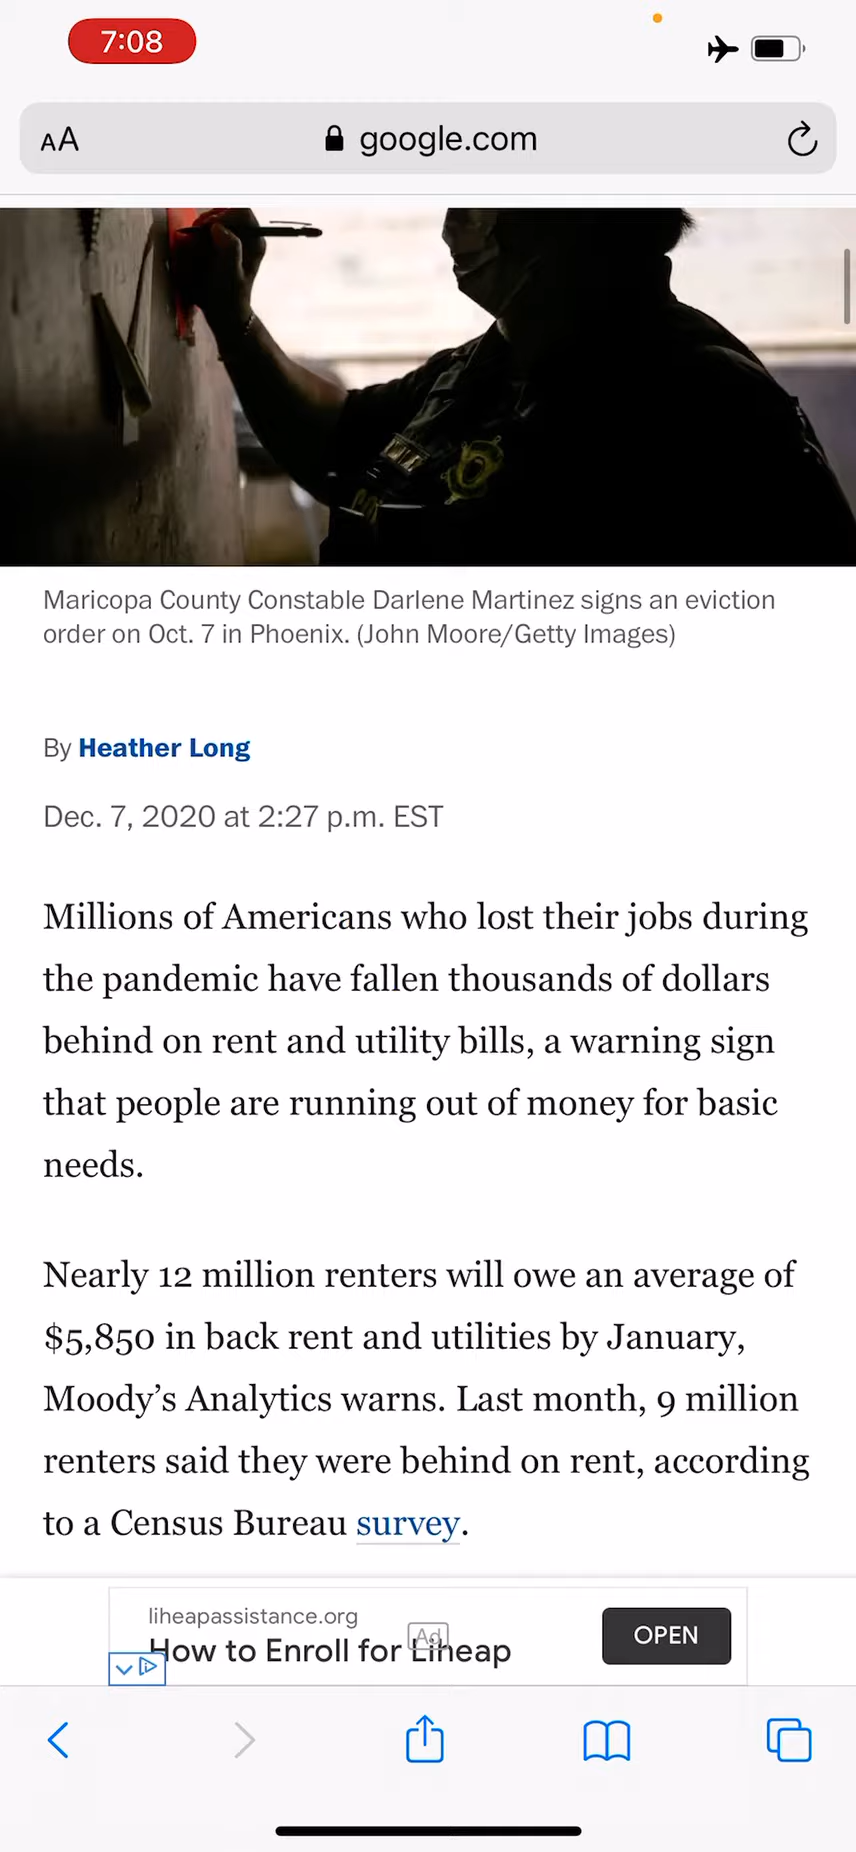 7:08
AA
google.com
Maricopa County Constable Darlene Martinez signs an eviction
order on Oct. 7 in Phoenix. (John Moore/Getty Images)
By Heather Long
Dec. 7, 2020 at 2:27 p.m. EST
Millions of Americans who lost their jobs during
the pandemic have fallen thousands of dollars
behind on rent and utility bills, a warning sign
that people are running out of money for basic
needs.
Nearly 12 million renters will owe an average of
$5,850 in back rent and utilities by January,
Moody’s Analytics warns. Last month, 9 million
renters said they were behind on rent, according
to a Census Bureau survey.
liheapassistance.org
Ad
How to Enroll for Liheap
OPEN